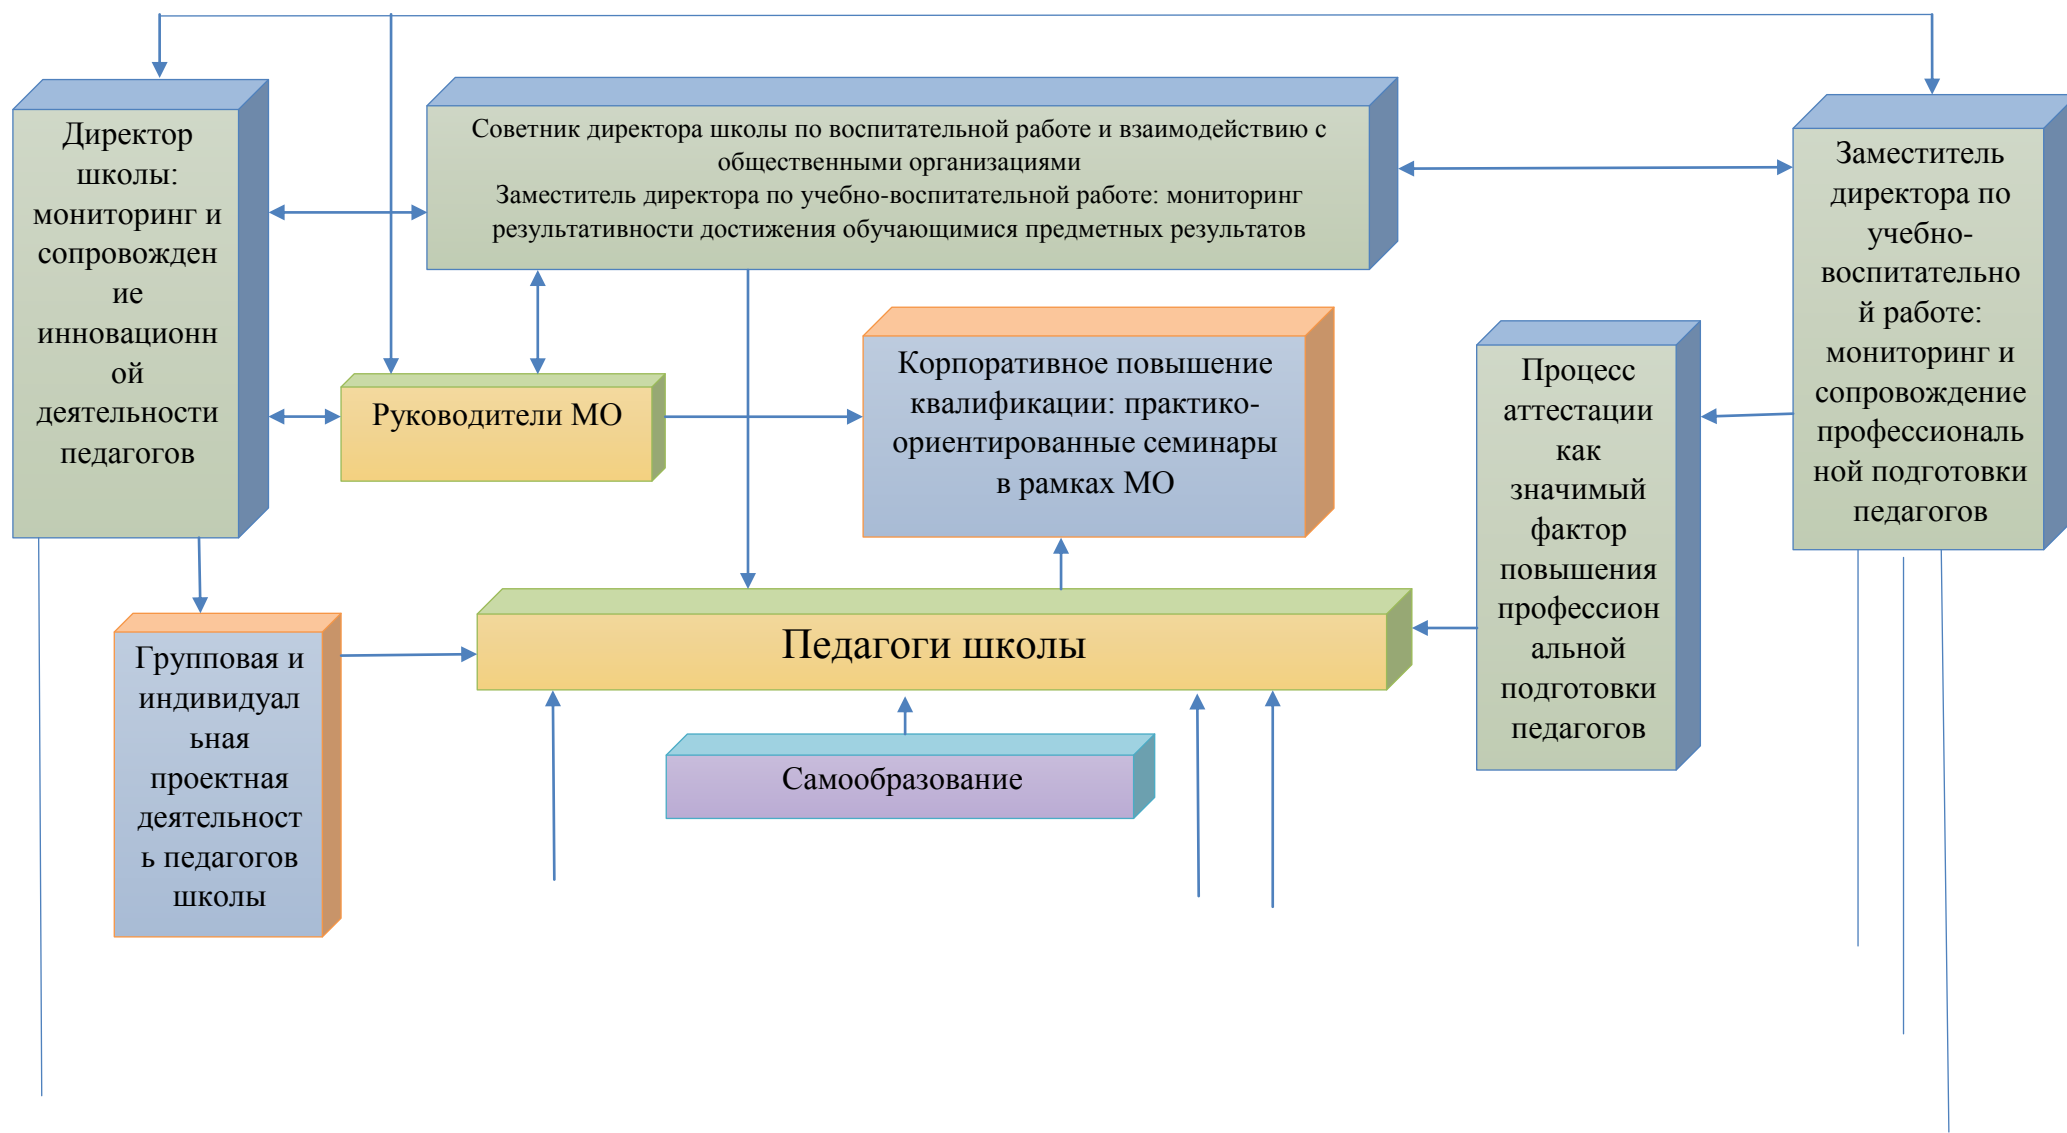 Директор
школы:
мониторинг и
сопровожден
ие
инновационн
ой
деятельности
педагогов
Советник директора школы по воспитательной работе и взаимодействию с
общественными организациями
Заместитель директора по учебно-воспитательной работе: мониторинг
результативности достижения обучающимися предметных результатов
Заместитель
директора по
учебно-
воспитательно
й работе:
мониторинг и
сопровождение
профессиональ
ной подготовки
педагогов
Руководители МО
Корпоративное повышение
квалификации: практико-
ориентированные семинары
в рамках МО
Процесс
аттестации
как
значимый
фактор
повышения
профессион
альной
подготовки
педагогов
Групповая и
индивидуал
ьная
проектная
деятельност
ь педагогов
школы
Педагоги школы
Самообразование